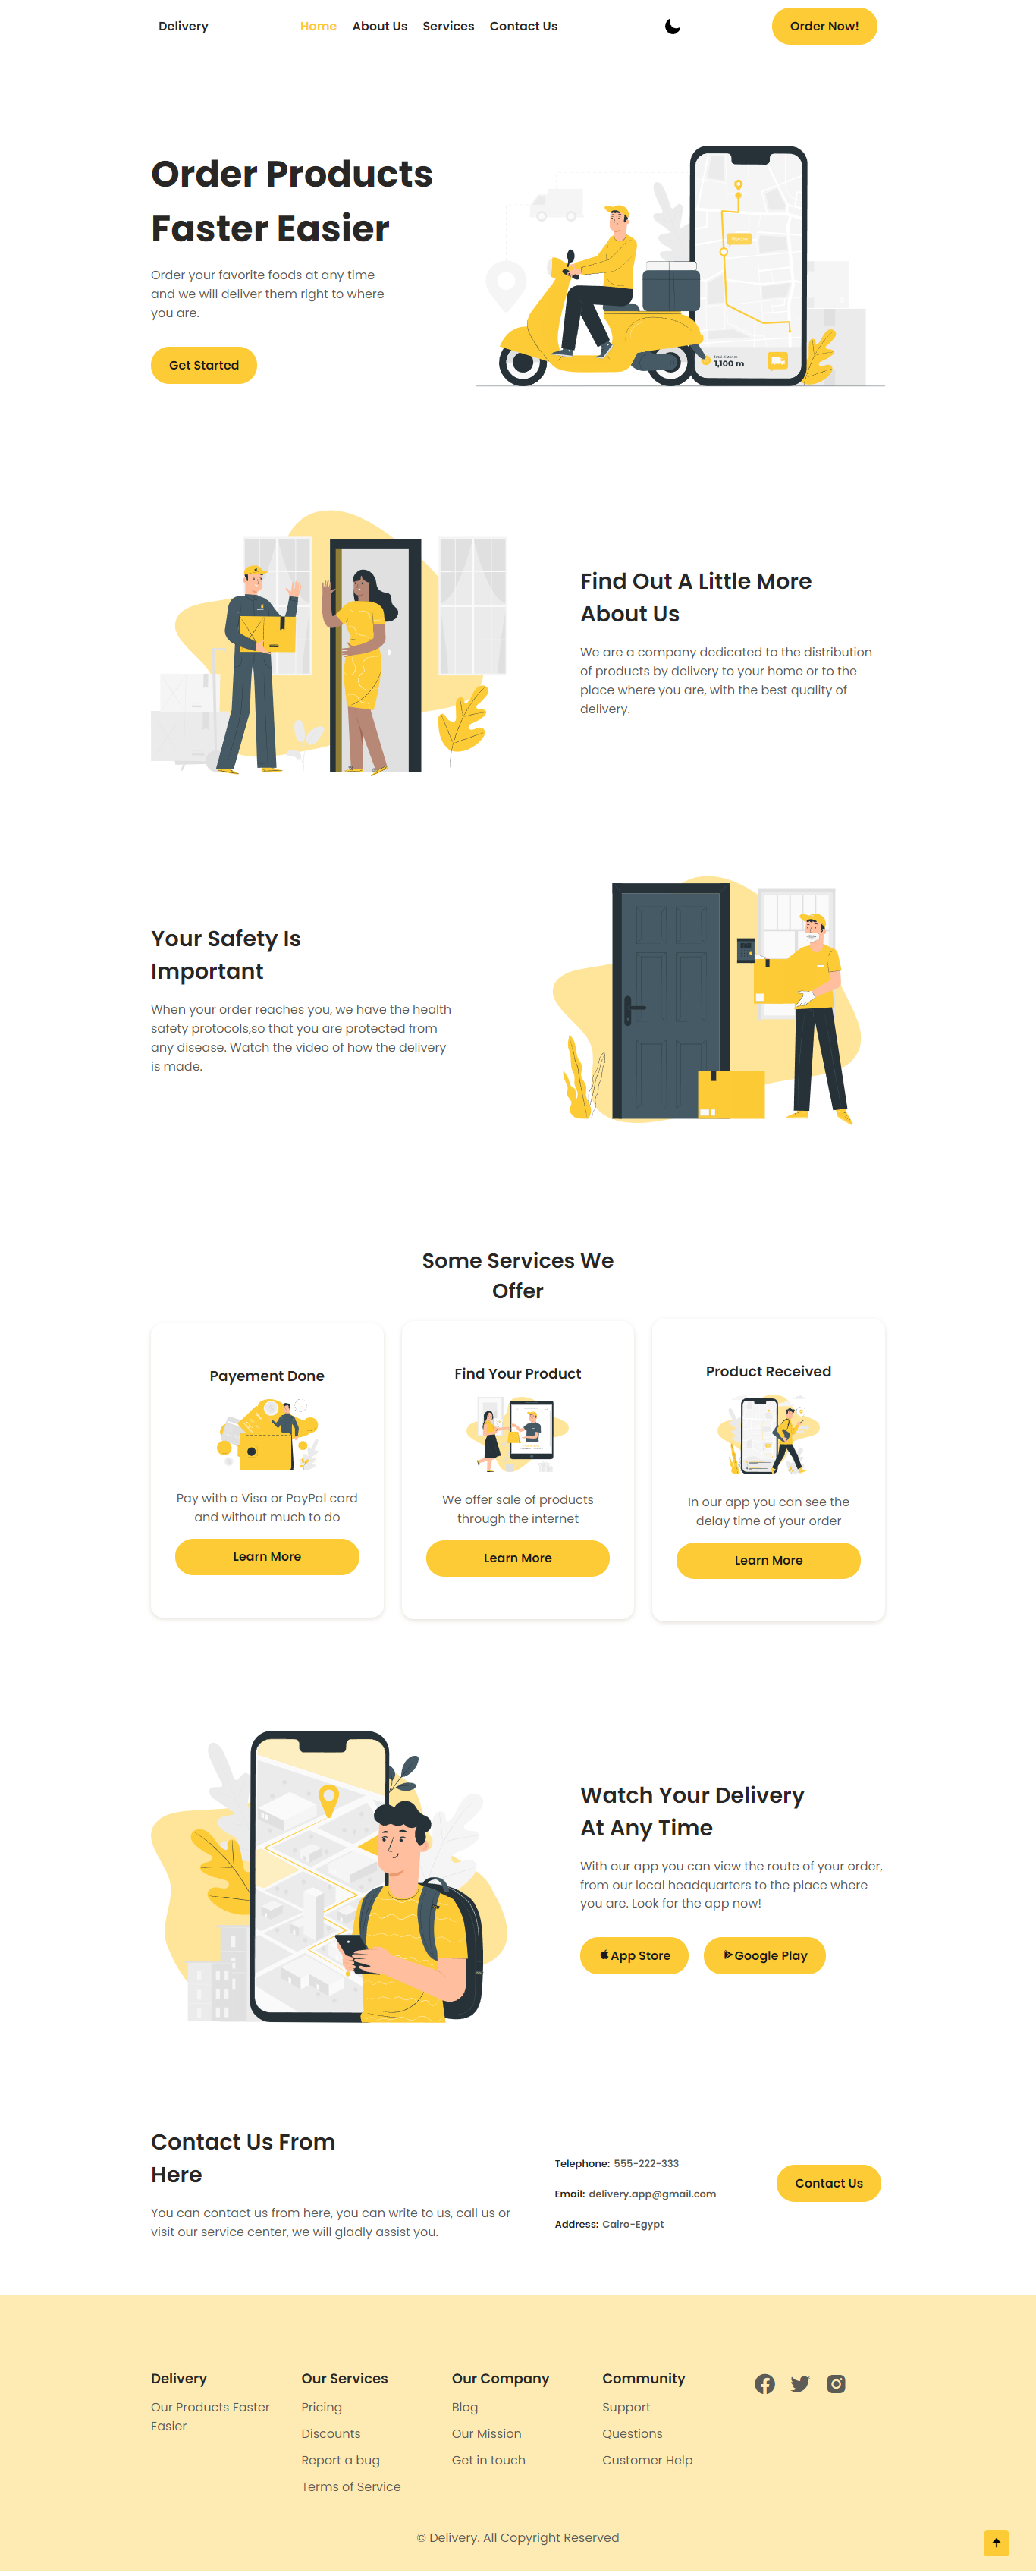 Delivery
Home About Us Services Contact Us
Order Now!
Order Products
Faster Easier
Order your favorite foods at any time
and we will deliver them right to where
you are.
Get Started
1,100 m
Find Out A Little More
About Us
We are a company dedicated to the distribution
of products by delivery to your home or to the
place where you are, with the best quality of
delivery.
Your Safety Is
Important
When your order reaches you, we have the health
safety protocols,so that you are protected from
any disease. Watch the video of how the delivery
is made.
Some Services We
Offer
Payement Done
Pay with a Visa or PayPal card
and without much to do
Learn More
Find Your Product
We offer sale of products
through the internet
Learn More
Product Received
In our app you can see the
delay time of your order
Learn More
Watch Your Delivery
At Any Time
With our app you can view the route of your order,
from our local headquarters to the place where
you are. Look for the app now!
App Store
Google Play
Contact Us From
Here
You can contact us from here, you can write to us, call us or
visit our service center, we will gladly assist you.
Telephone: 555-222-333
Email: delivery.app@gmail.com
Address: Cairo-Egypt
Contact Us
Delivery
Our Products Faster
Easier
Our Services
Pricing
Discounts
Report a bug
Terms of Service
Our Company
Blog
Our Mission
Get in touch
Community
Support
Questions
Customer Help
© Delivery. All Copyright Reserved